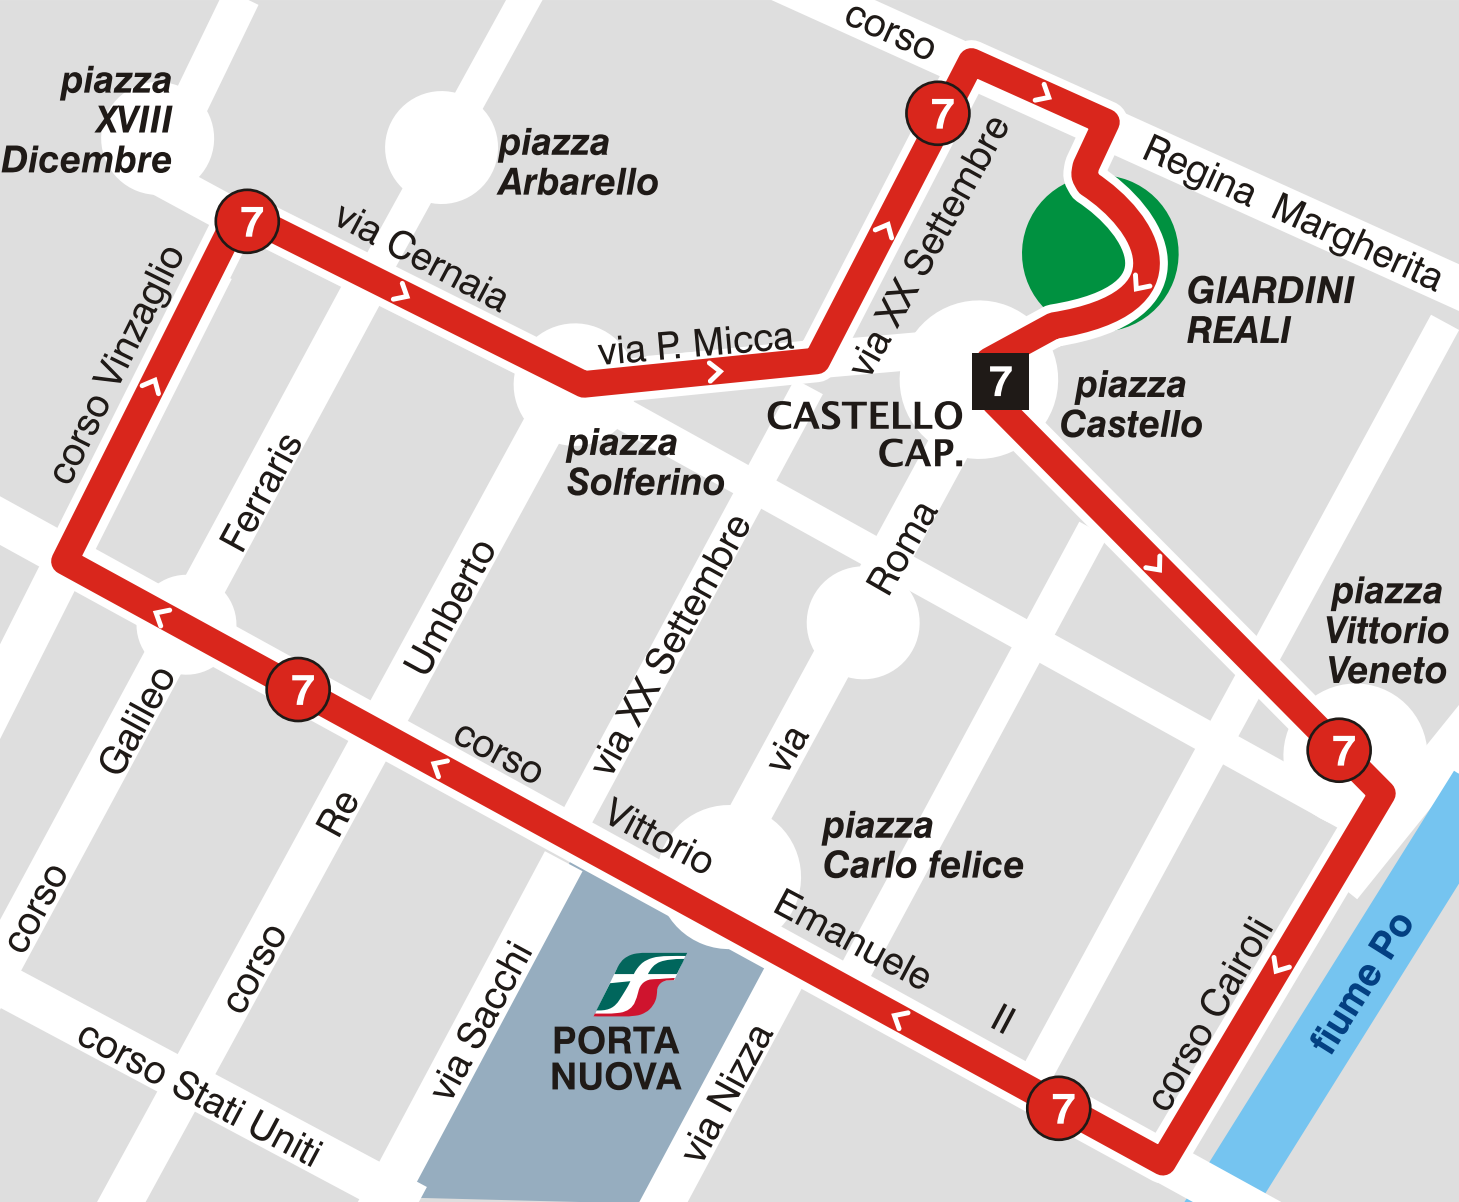 corso
Regina Margherita
piazza
XVIII
Dicembre
piazza
Arbarello
7
7
via Cernaia
via P. Micca
via XX Settembre
GIARDINI
REALI
7
CASTELLO
CAP.
piazza
Castello
corso Vinzaglio
piazza
Solferino
Ferraris
Umberto
via XX Settembre
Roma
piazza
Vittorio
Veneto
7
7
Galileo
corso
Vittorio
via
Re
piazza
Carlo felice
Emanuele
II
corso
corso
via Sacchi
PORTA
NUOVA
via Nizza
corso Cairoli
fiume Po
corso Stati Uniti
7